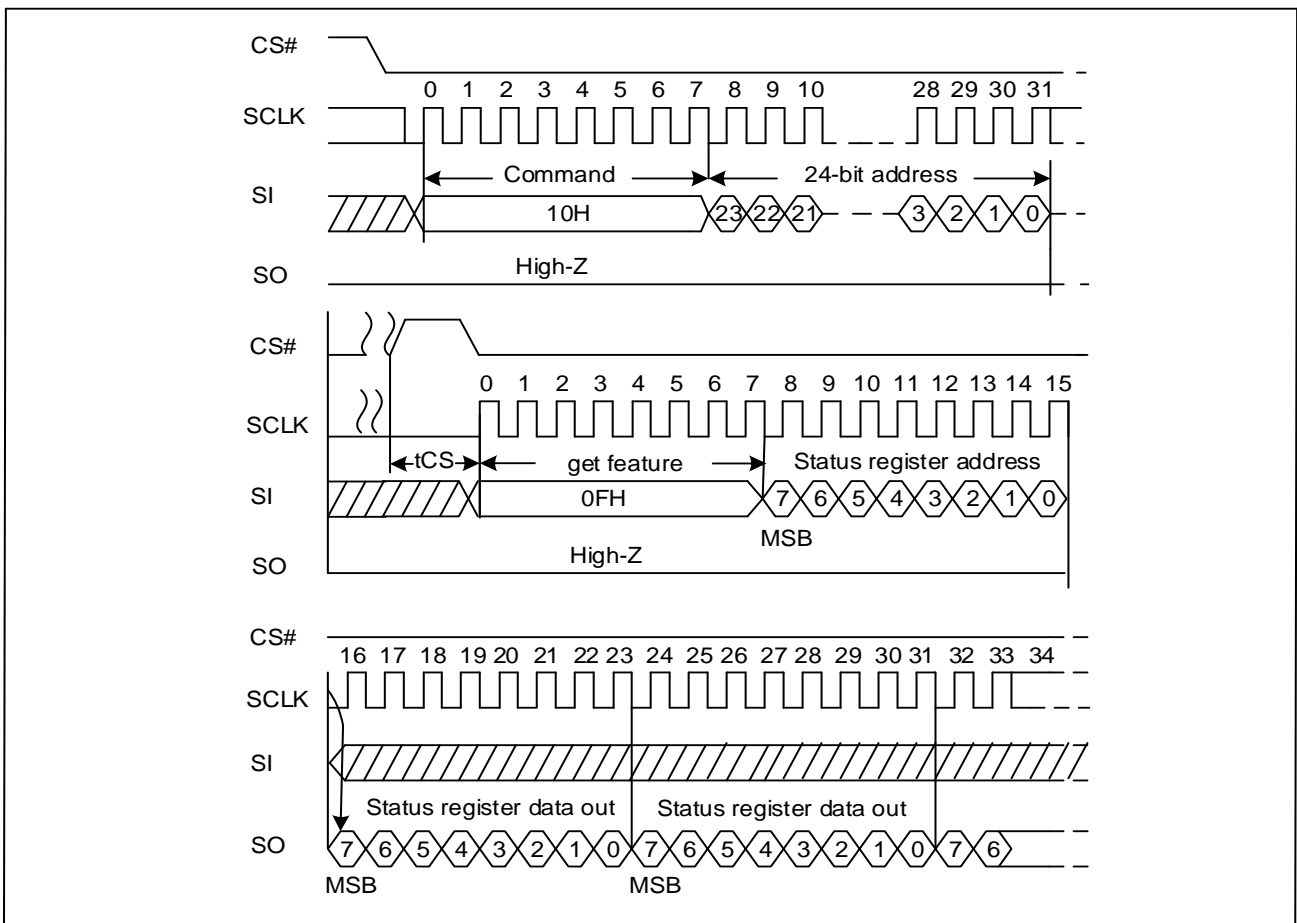 CS#
0 1 2 3 4 5 6 7 8 9 10 28 29 30 31
SCLK
Command 24-bit address
SI
10H 23 22 21 3 2 1 0
High-Z
SO
CS#
0 1 2 3 4 5 6 7 8 9 10 11 12 13 14 15
SCLK
tCS get feature Status register address
SI
0FH 7 6 5 4 3 2 1 0
MSB
High-Z
SO
CS#
16 17 18 19 20 21 22 23 24 25 26 27 28 29 30 31 32 33 34
SCLK
SI
Status register data out Status register data out
SO
7 6 5 4 3 2 1 0 7 6 5 4 3 2 1 0 7 6
MSB MSB